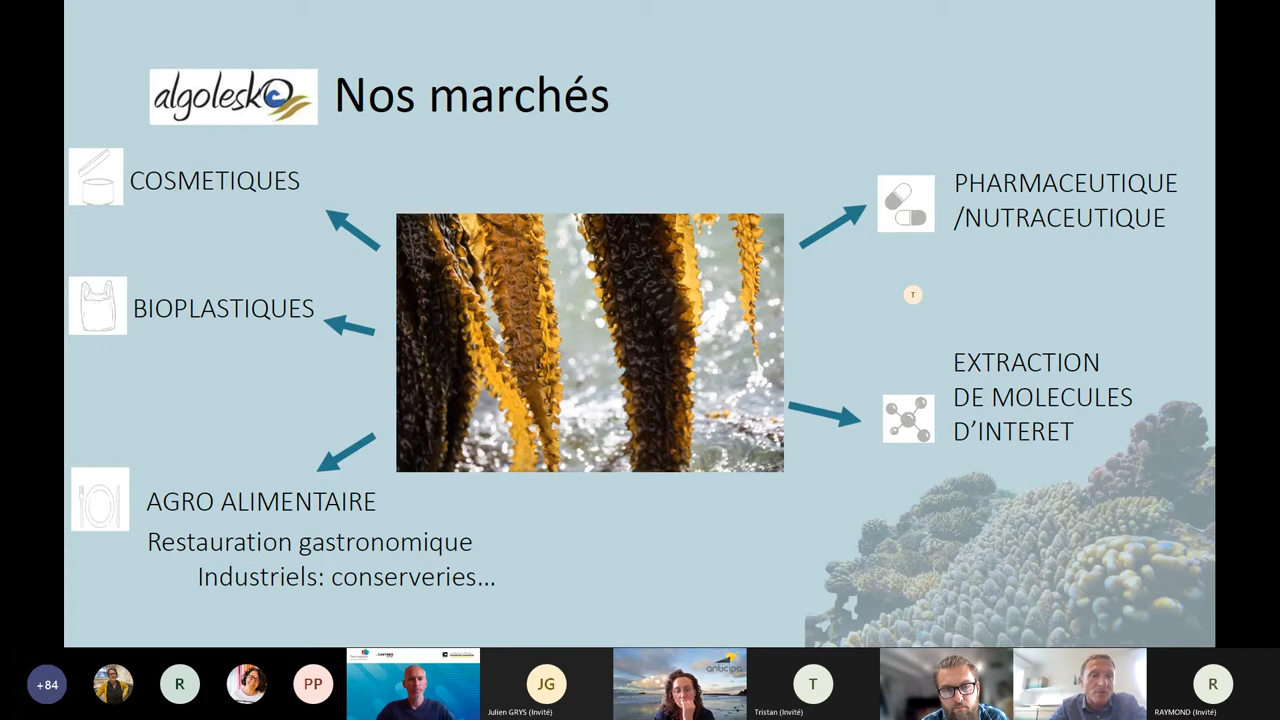 algolesko
Nos marchés
COSMETIQUES
BIOPLASTIQUES
AGRO ALIMENTAIRE
Restauration gastronomique
Industriels: conserveries...
PHARMACEUTIQUE
/NUTRACEUTIQUE
T
EXTRACTION
DE MOLECULES
D'INTERET
+84
R
PP
JG
Julien GRYS (Invité)
anticipa
T
Tristan (Invité)
R
RAYMOND (Invité)